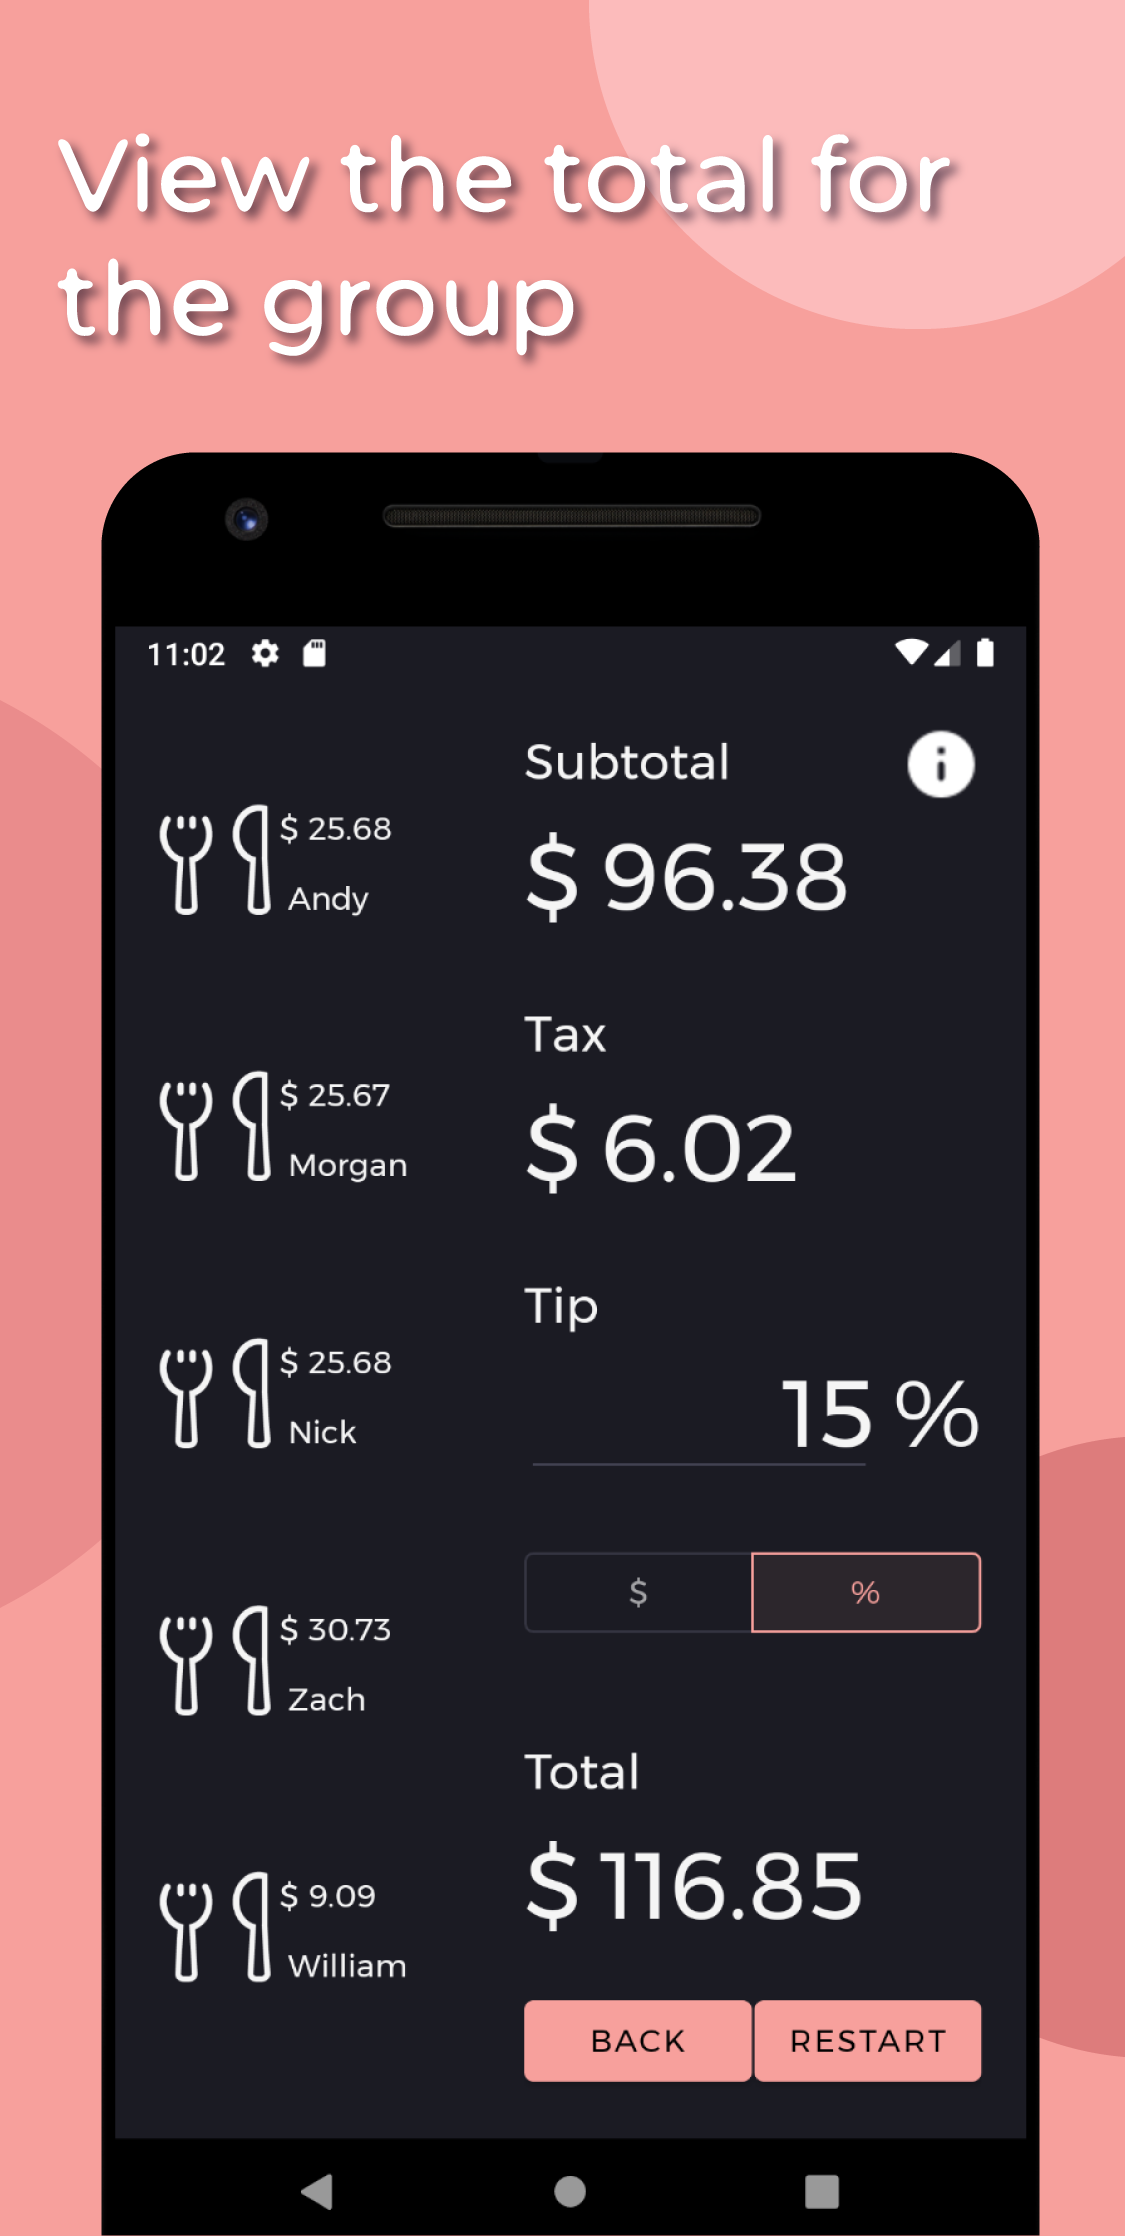 View the total for
the group
11:02
$ 25.68
Andy
$ 25.67
Morgan
$ 25.68
Nick
$ 30.73
Zach
$ 9.09
William
Subtotal
$ 96.38
Tax
$ 6.02
Tip
15 %
$ %
Total
$ 116.85
BACK RESTART